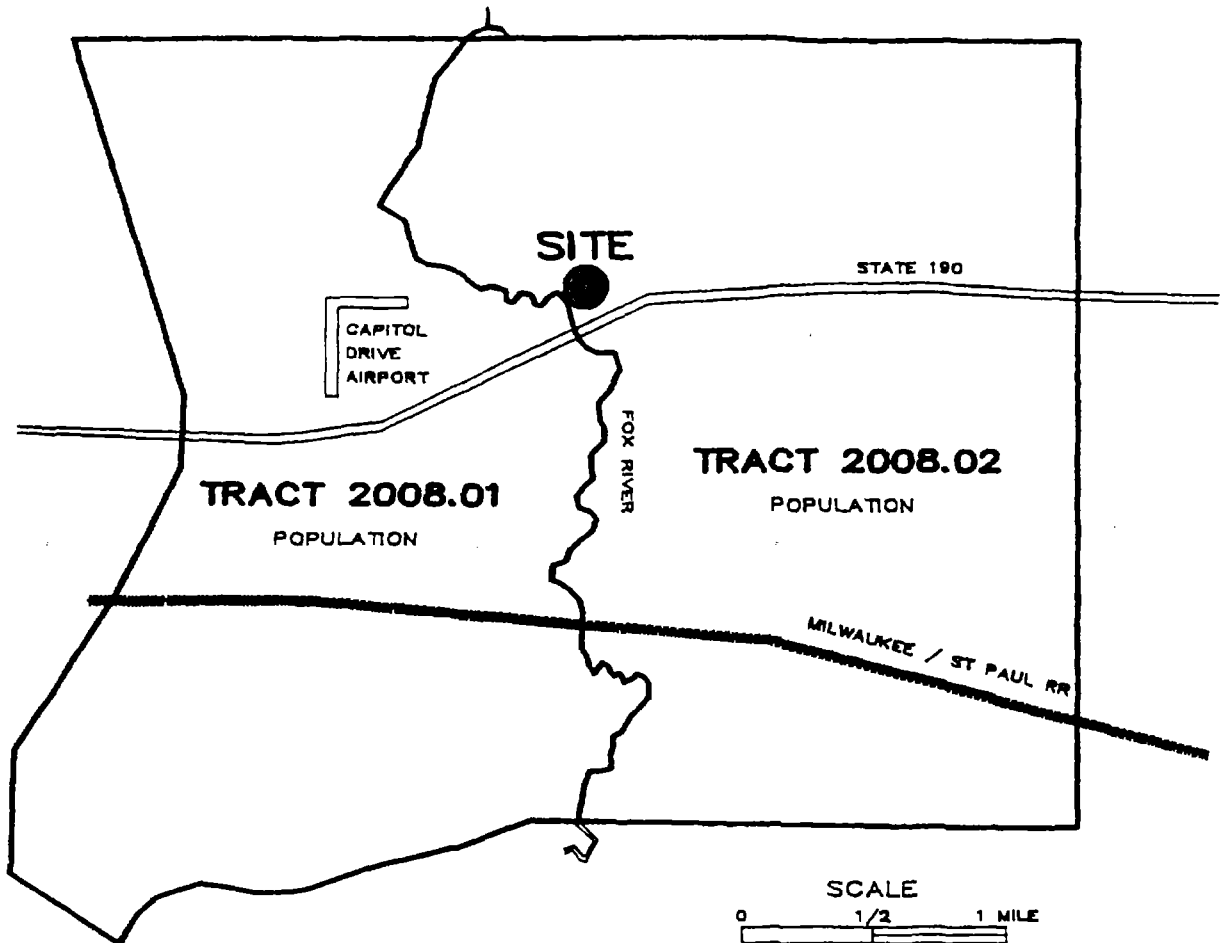 SITE
STATE 190
CAPITOL
DRIVE
AIRPORT
FOX RIVER
TRACT 2008.01
POPULATION
TRACT 2008.02
POPULATION
MILWAUKEE / ST PAUL RR
SCALE
0 1/2 1 MILE